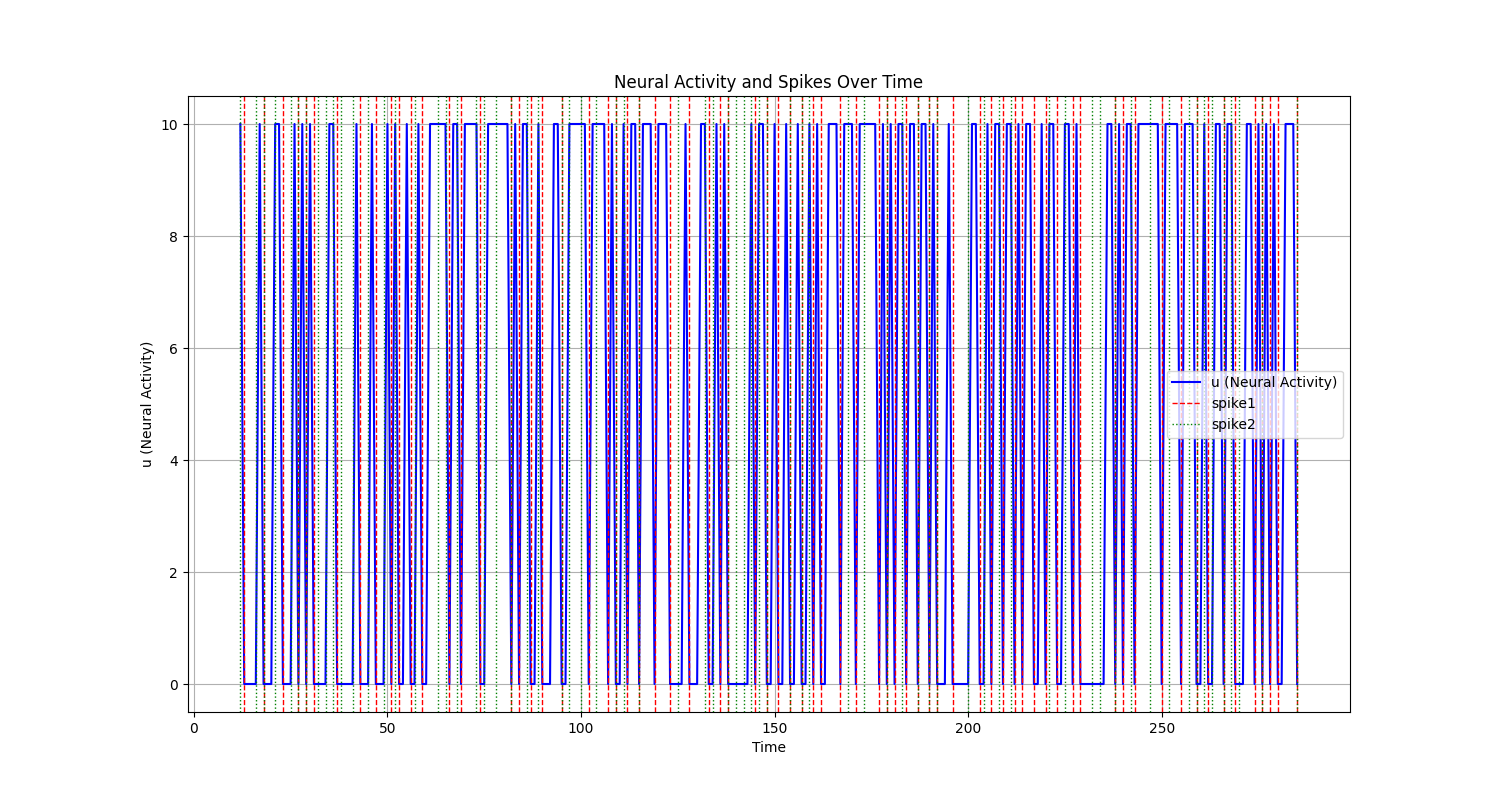 Neural Activity and Spikes Over Time
u (Neural Activity)
10
8
6
4
2
0
u (Neural Activity)
spike1
spike2
0 50 100 150 200 250
Time